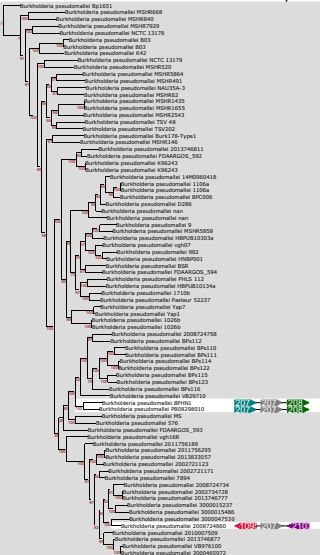 Burkholderia pseudomallei Bp1651
Burkholderia pseudomallei MSHR668
Burkholderia pseudomallei MSHR840
Burkholderia pseudomallei MSHR7929
Burkholderia pseudomallei NCTC 13178
Burkholderia pseudomallei B03
Burkholderia pseudomallei B03
Burkholderia pseudomallei K42
Burkholderia pseudomallei NCTC 13179
Burkholderia pseudomallei MSHR520
Burkholderia pseudomallei MSHR5864
Burkholderia pseudomallei MSHR491
Burkholderia pseudomallei NAU35A-3
Burkholderia pseudomallei MSHR62
Burkholderia pseudomallei MSHR1435
Burkholderia pseudomallei MSHR1655
Burkholderia pseudomallei MSHR2543
Burkholderia pseudomallei TSV 48
Burkholderia pseudomallei TSV202
Burkholderia pseudomallei Burk178-Type1
Burkholderia pseudomallei MSHR146
Burkholderia pseudomallei 2013746811
Burkholderia pseudomallei FDAARGOS_592
Burkholderia pseudomallei K96243
Burkholderia pseudomallei K96243
Burkholderia pseudomallei 14M0960418
Burkholderia pseudomallei 1106a
Burkholderia pseudomallei 1106a
Burkholderia pseudomallei BPC006
Burkholderia pseudomallei D286
Burkholderia pseudomallei nan
Burkholderia pseudomallei nan
Burkholderia pseudomallei 9
Burkholderia pseudomallei MSHR5858
Burkholderia pseudomallei HBPUB10303a
Burkholderia pseudomallei vgh07
Burkholderia pseudomallei 982
Burkholderia pseudomallei HNBP001
Burkholderia pseudomallei BSR
Burkholderia pseudomallei FDAARGOS_594
Burkholderia pseudomallei PHLS 112
Burkholderia pseudomallei HBPUB10134a
Burkholderia pseudomallei 1710b
Burkholderia pseudomallei Pasteur 52237
Burkholderia pseudomallei Yap7
Burkholderia pseudomallei Yap1
Burkholderia pseudomallei 1026b
Burkholderia pseudomallei 1026b
Burkholderia pseudomallei 2008724758
Burkholderia pseudomallei BPs112
Burkholderia pseudomallei BPs110
Burkholderia pseudomallei BPs111
Burkholderia pseudomallei BPs114
Burkholderia pseudomallei BPs122
Burkholderia pseudomallei BPs115
Burkholderia pseudomallei BPs123
Burkholderia pseudomallei BPs116
Burkholderia pseudomallei VB29710
Burkholderia pseudomallei BPHN1 207 207 208
Burkholderia pseudomallei PB08298010 207 207 208
Burkholderia pseudomallei MS
Burkholderia pseudomallei 576
Burkholderia pseudomallei FDAARGOS_593
Burkholderia pseudomallei vgh16R
Burkholderia pseudomallei 2011756189
Burkholderia pseudomallei 2011756295
Burkholderia pseudomallei 2013833057
Burkholderia pseudomallei 2002721123
Burkholderia pseudomallei 2002721171
Burkholderia pseudomallei 7894
Burkholderia pseudomallei 2008724734
Burkholderia pseudomallei 2002734728
Burkholderia pseudomallei 2013746777
Burkholderia pseudomallei 3000015237
Burkholderia pseudomallei 3000015486
Burkholderia pseudomallei 3000047530
Burkholderia pseudomallei 2008724860 109 207 210
Burkholderia pseudomallei 2010007509
Burkholderia pseudomallei 2013746877
Burkholderia pseudomallei VB976100
Burkholderia pseudomallei 3000465972